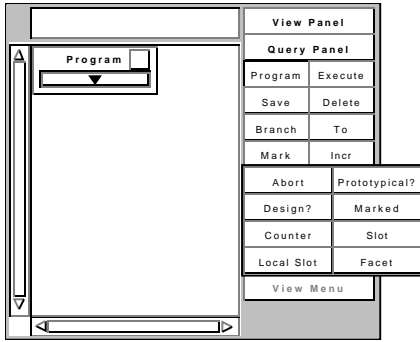 View Panel
Query Panel
Program
Program Execute
Save Delete
Branch To
Mark Incr
Abort Prototypical?
Design? Marked
Counter Slot
Local Slot Facet
View Menu